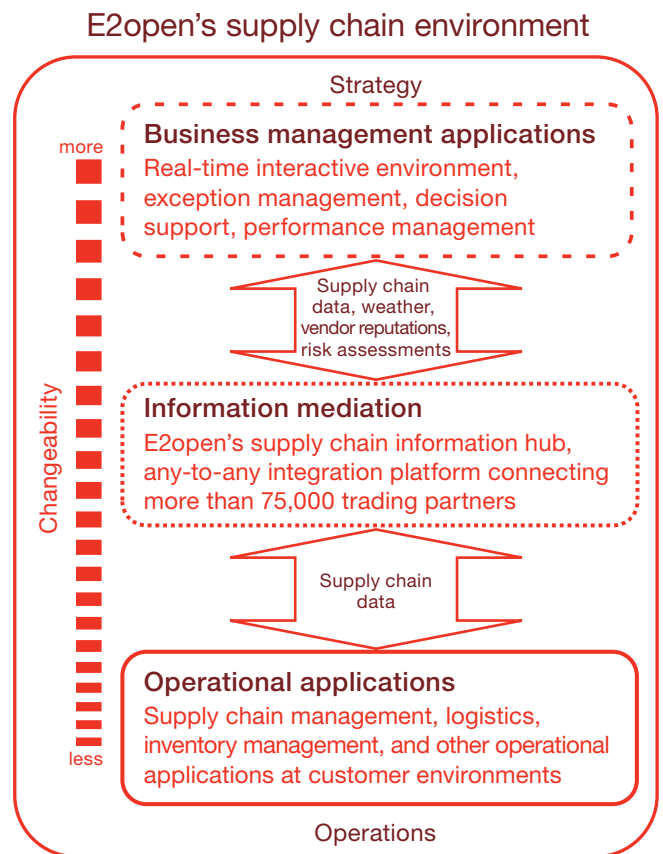 E2open’s supply chain environment
Strategy
more
Business management applications
Real-time interactive environment,
exception management, decision
support, performance management
Supply chain
data, weather,
vendor reputations,
risk assessments
Changeability
Information mediation
E2open’s supply chain information hub,
any-to-any integration platform connecting
more than 75,000 trading partners
Supply chain
data
Operational applications
Supply chain management, logistics,
inventory management, and other operational
applications at customer environments
less
Operations